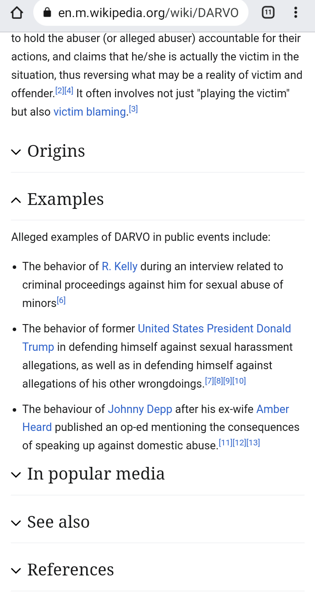 en.m.wikipedia.org/wiki/DARVO
11
to hold the abuser (or alleged abuser) accountable for their
actions, and claims that he/she is actually the victim in the
situation, thus reversing what may be a reality of victim and
offender.[2][4] It often involves not just "playing the victim"
but also victim blaming.[3]
Origins
Examples
Alleged examples of DARVO in public events include:
• The behavior of R. Kelly during an interview related to
criminal proceedings against him for sexual abuse of
minors[6]
• The behavior of former United States President Donald
Trump in defending himself against sexual harassment
allegations, as well as in defending himself against
allegations of his other wrongdoings.[7][8][9][10]
• The behaviour of Johnny Depp after his ex-wife Amber
Heard published an op-ed mentioning the consequences
of speaking up against domestic abuse.[11][12][13]
In popular media
See also
References